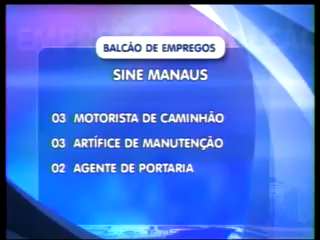 BALCÃO DE EMPREGOS
SINE MANAUS
03 MOTORISTA DE CAMINHÃO
03 ARTÍFICE DE MANUTENÇÃO
02 AGENTE DE PORTARIA